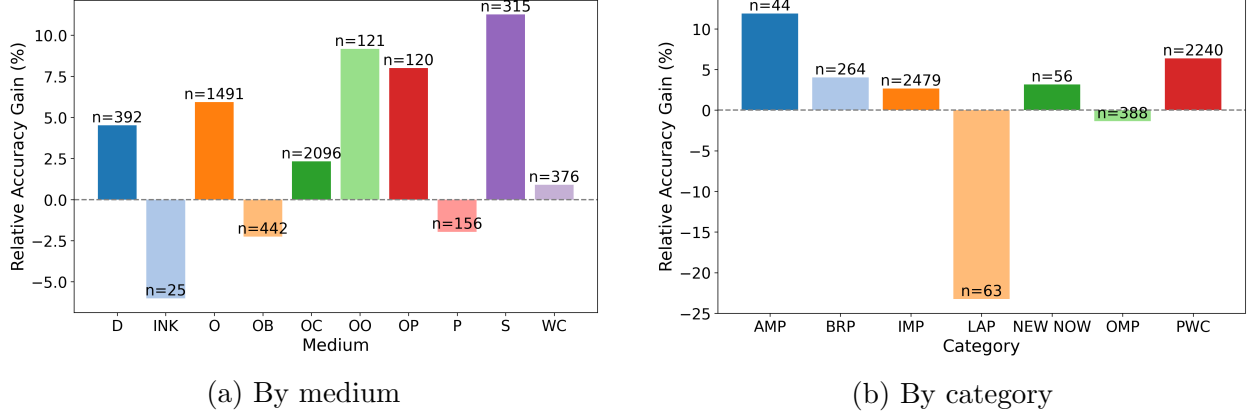 n=315
10.0
n=121
n=120
7.5
n=1491
5.0
n=392
n=2096
2.5
n=376
0.0
n=442
n=156
−2.5
−5.0
n=25
Relative Accuracy Gain (%)
D INK O OB OC OO OP P S WC
Medium
(a) By medium
n=44
10
n=2240
n=264
5
n=2479
n=56
0
n=388
−5
−10
−15
−20
n=63
−25
Relative Accuracy Gain (%)
AMP BRP IMP LAP NEW NOW OMP PWC
Category
(b) By category